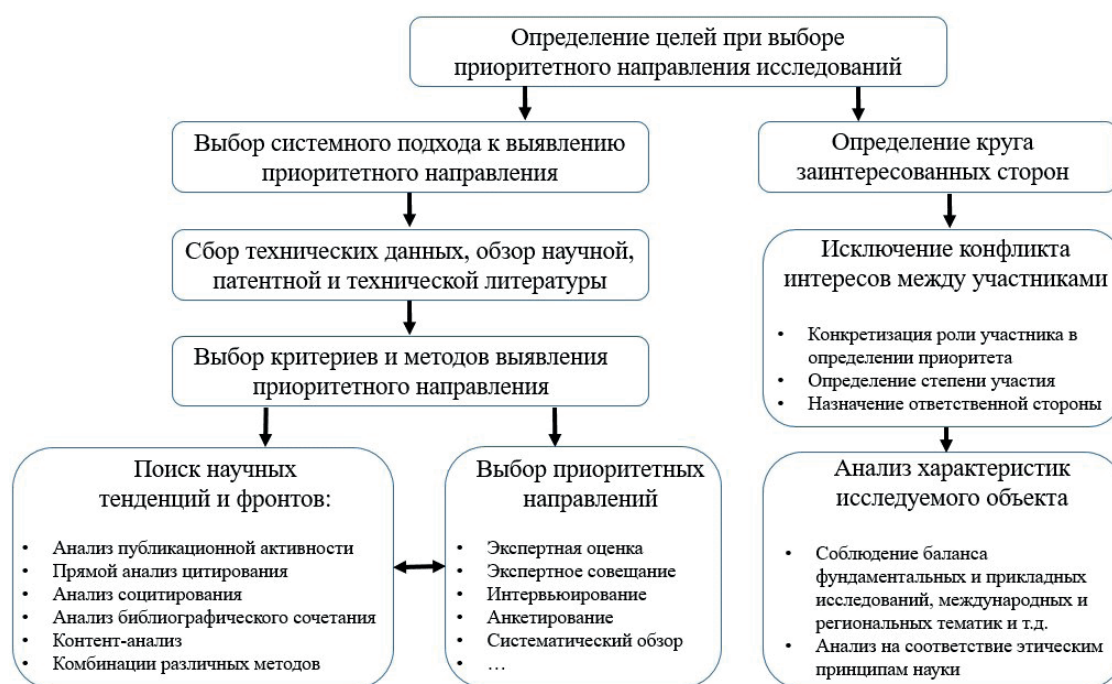 Определение целей при выборе
приоритетного направления исследований
Выбор системного подхода к выявлению
приоритетного направления
Определение круга
заинтересованных сторон
Сбор технических данных, обзор научной,
патентной и технической литературы
Исключение конфликта
интересов между участниками
• Конкретизация роли участника в
определении приоритета
• Определение степени участия
• Назначение ответственной стороны
Выбор критериев и методов выявления
приоритетного направления
Поиск научных
тенденций и фронтов:
• Анализ публикационной активности
• Прямой анализ цитирования
• Анализ социтирования
• Анализ библиографического сочетания
• Контент-анализ
• Комбинации различных методов
Выбор приоритетных
направлений
• Экспертная оценка
• Экспертное совещание
• Интервьюирование
• Анкетирование
• Систематический обзор
• …
Анализ характеристик
исследуемого объекта
• Соблюдение баланса
фундаментальных и прикладных
исследований, международных и
региональных тематик и т.д.
• Анализ на соответствие этическим
принципам науки